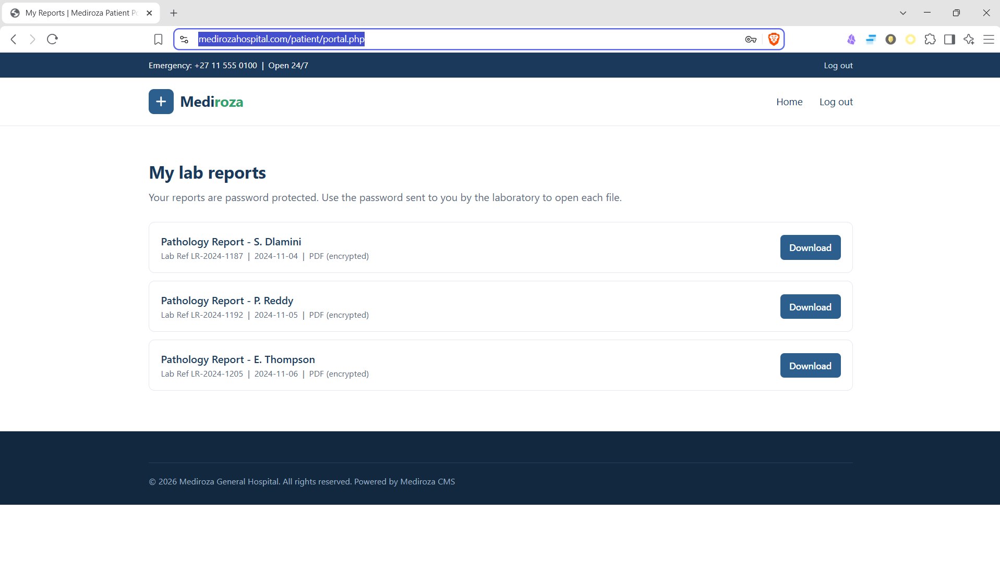 My Reports | Mediroza Patient Po
medirozahospital.com/patient/portal.php
Emergency: +27 11 555 0100 | Open 24/7
Log out
Mediroza
Home
Log out
My lab reports
Your reports are password protected. Use the password sent to you by the laboratory to open each file.
Pathology Report - S. Dlamini
Lab Ref LR-2024-1187 | 2024-11-04 | PDF (encrypted)
Download
Pathology Report - P. Reddy
Lab Ref LR-2024-1192 | 2024-11-05 | PDF (encrypted)
Download
Pathology Report - E. Thompson
Lab Ref LR-2024-1205 | 2024-11-06 | PDF (encrypted)
Download
© 2026 Mediroza General Hospital. All rights reserved. Powered by Mediroza CMS